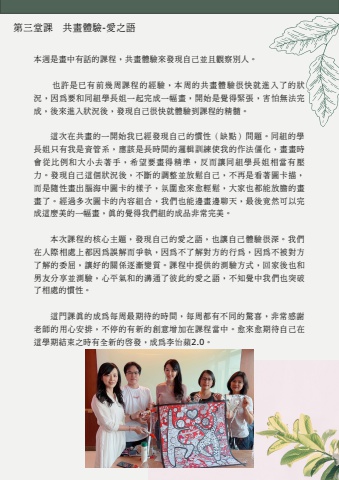 第三堂課　共畫體驗-愛之語
本週是畫中有話的課程，共畫體驗來發現自己並且觀察別人。
也許是已有前幾周課程的經驗，本周的共畫體驗很快就進入了的狀
況，因爲要和同組學長姐一起完成一幅畫，開始是覺得緊張，害怕無法完
成，後來進入狀況後，發現自己很快就體驗到課程的精髓。
這次在共畫的一開始我已經發現自己的慣性（缺點）問題。同組的學
長姐只有我是資管系，應該是長時間的邏輯訓練使我的作法僵化，畫畫時
會從比例和大小去著手，希望要畫得精準，反而讓同組學長姐相當有壓
力。發現自己這個狀況後，不斷的調整並放鬆自己，不再是看著圖卡描，
而是隨性畫出腦海中圖卡的樣子，氛圍愈來愈輕鬆，大家也都能放膽的畫
畫了。經過多次圖卡的內容組合，我們也能邊畫邊聊天，最後竟然可以完
成這麼美的一幅畫，真的覺得我們組的成品非常完美。
本次課程的核心主題，發現自己的愛之語，也讓自己體驗很深。我們
在人際相處上都因爲誤解而爭執，因爲不了解對方的行爲，因爲不被對方
了解的委屈，讓好的關係逐漸變質。課程中提供的測驗方式，回家後也和
男友分享並測驗，心平氣和的溝通了彼此的愛之語，不知覺中我們也突破
了相處的慣性。
這門課真的成爲每周最期待的時間，每周都有不同的驚喜，非常感謝
老師的用心安排，不停的有新的創意增加在課程當中。愈來愈期待自己在
這學期結束之時有全新的啓發，成爲李怡蘋2.0。